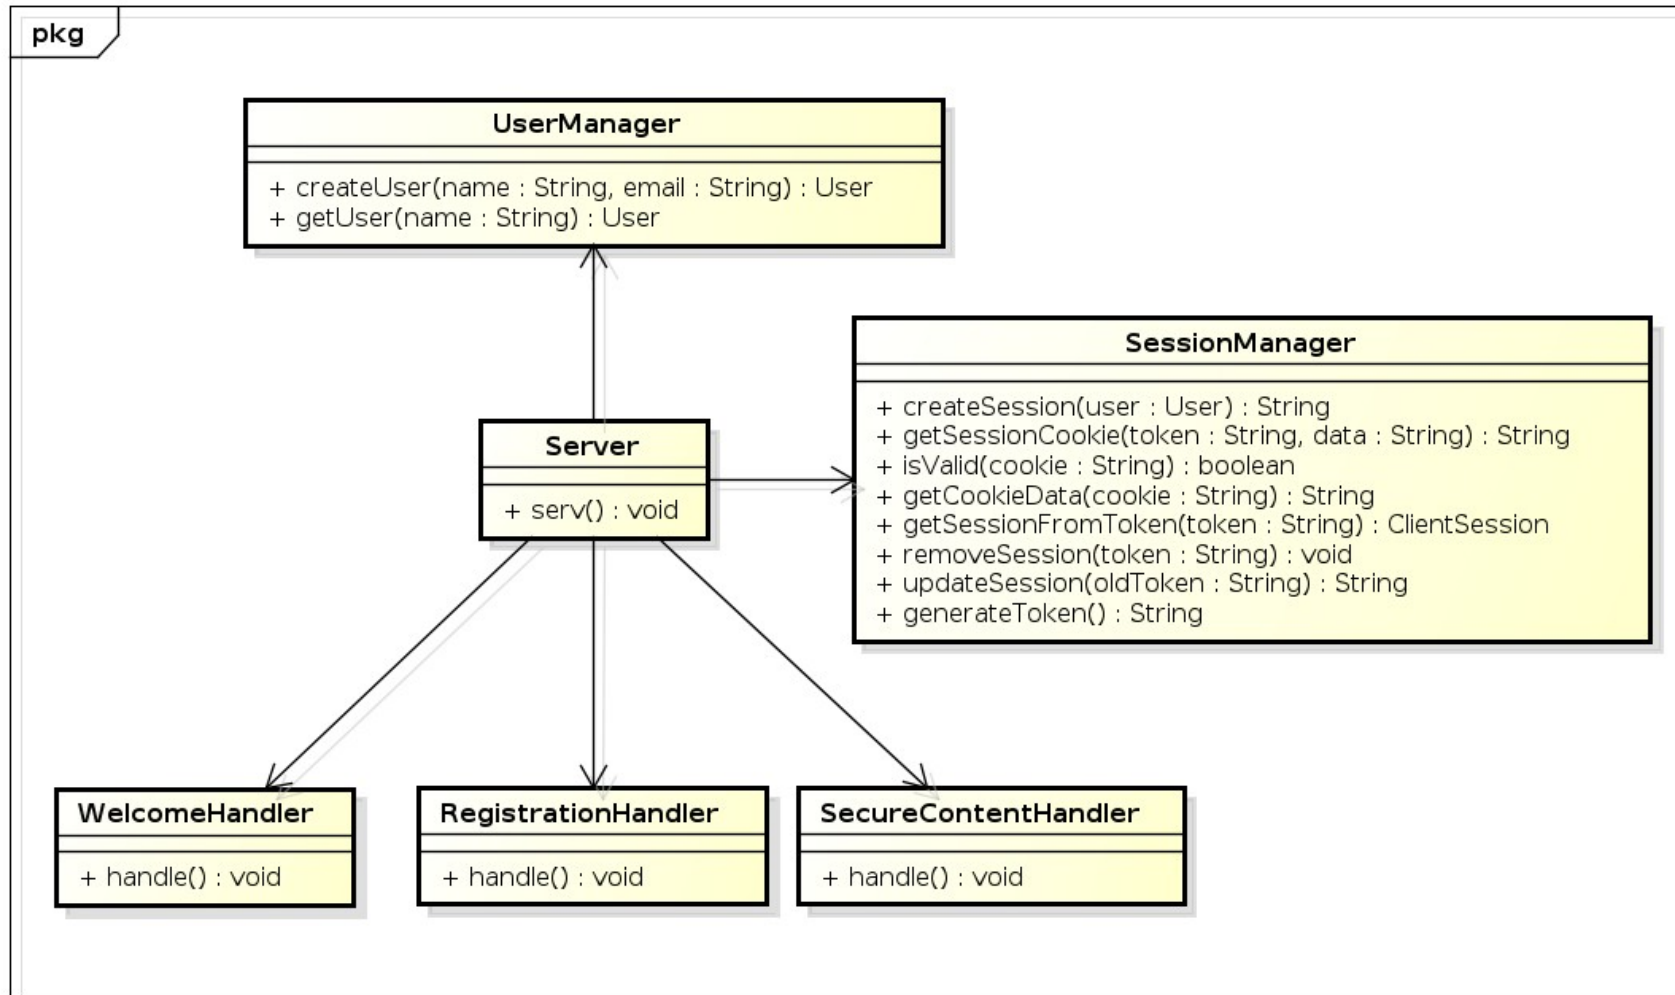 pkg
UserManager
+ createUser(name : String, email : String) : User
+ getUser(name : String) : User
SessionManager
+ createSession(user : User) : String
+ getSessionCookie(token : String, data : String) : String
+ isValid(cookie : String) : boolean
+ getCookieData(cookie : String) : String
+ getSessionFromToken(token : String) : ClientSession
+ removeSession(token : String) : void
+ updateSession(oldToken : String) : String
+ generateToken() : String
Server
+ serv() : void
WelcomeHandler
+ handle() : void
RegistrationHandler
+ handle() : void
SecureContentHandler
+ handle() : void